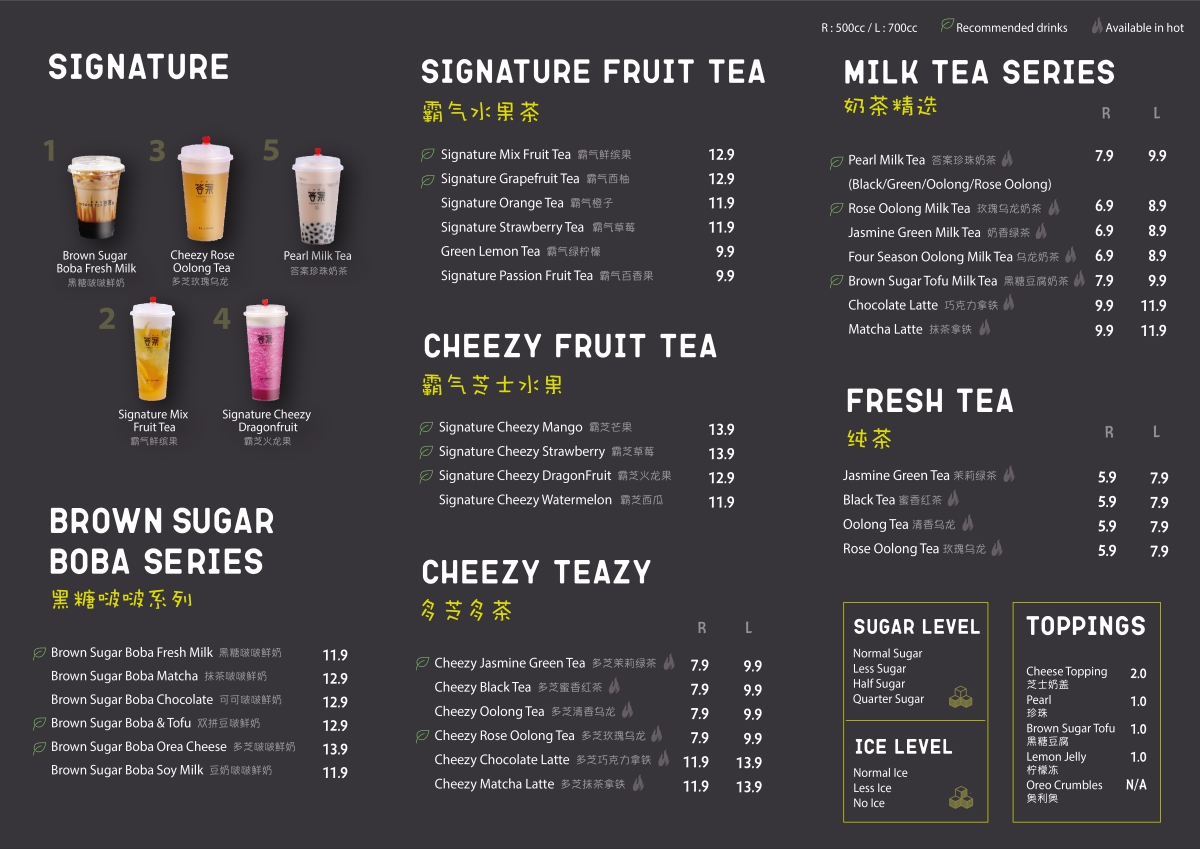 R : 500cc / L : 700cc
Recommended drinks
Available in hot
SIGNATURE
1
3
5
答案
答案
Brown Sugar
Boba Fresh Milk
黑糖啵啵鲜奶
Cheezy Rose
Oolong Tea
多芝玫瑰乌龙
Pearl Milk Tea
答案珍珠奶茶
2
4
答案
答案
Signature Mix
Fruit Tea
霸气鲜缤果
Signature Cheezy
Dragonfruit
霸芝火龙果
BROWN SUGAR
BOBA SERIES
黑糖啵啵系列
Brown Sugar Boba Fresh Milk 黑糖啵啵鲜奶 11.9
Brown Sugar Boba Matcha 抹茶啵啵鲜奶 12.9
Brown Sugar Boba Chocolate 可可啵啵鲜奶 12.9
Brown Sugar Boba & Tofu 双拼豆啵鲜奶 12.9
Brown Sugar Boba Orea Cheese 多芝啵啵鲜奶 13.9
Brown Sugar Boba Soy Milk 豆奶啵啵鲜奶 11.9
SIGNATURE FRUIT TEA
霸气水果茶
Signature Mix Fruit Tea 霸气鲜缤果 12.9
Signature Grapefruit Tea 霸气西柚 12.9
Signature Orange Tea 霸气橙子 11.9
Signature Strawberry Tea 霸气草莓 11.9
Green Lemon Tea 霸气绿柠檬 9.9
Signature Passion Fruit Tea 霸气百香果 9.9
CHEEZY FRUIT TEA
霸气芝士水果
Signature Cheezy Mango 霸芝芒果 13.9
Signature Cheezy Strawberry 霸芝草莓 13.9
Signature Cheezy DragonFruit 霸芝火龙果 12.9
Signature Cheezy Watermelon 霸芝西瓜 11.9
CHEEZY TEAZY
多芝多茶
R L
Cheezy Jasmine Green Tea 多芝茉莉绿茶 7.9 9.9
Cheezy Black Tea 多芝蜜香红茶 7.9 9.9
Cheezy Oolong Tea 多芝清香乌龙 7.9 9.9
Cheezy Rose Oolong Tea 多芝玫瑰乌龙 7.9 9.9
Cheezy Chocolate Latte 多芝巧克力拿铁 11.9 13.9
Cheezy Matcha Latte 多芝抹茶拿铁 11.9 13.9
MILK TEA SERIES
奶茶精选
R L
Pearl Milk Tea 答案珍珠奶茶 7.9 9.9
(Black/Green/Oolong/Rose Oolong)
Rose Oolong Milk Tea 玫瑰乌龙奶茶 6.9 8.9
Jasmine Green Milk Tea 奶香绿茶 6.9 8.9
Four Season Oolong Milk Tea 乌龙奶茶 6.9 8.9
Brown Sugar Tofu Milk Tea 黑糖豆腐奶茶 7.9 9.9
Chocolate Latte 巧克力拿铁 9.9 11.9
Matcha Latte 抹茶拿铁 9.9 11.9
FRESH TEA
纯茶
R L
Jasmine Green Tea 茉莉绿茶 5.9 7.9
Black Tea 蜜香红茶 5.9 7.9
Oolong Tea 清香乌龙 5.9 7.9
Rose Oolong Tea 玫瑰乌龙 5.9 7.9
SUGAR LEVEL
Normal Sugar
Less Sugar
Half Sugar
Quarter Sugar
ICE LEVEL
Normal Ice
Less Ice
No Ice
TOPPINGS
Cheese Topping 2.0
芝士奶盖
Pearl 1.0
珍珠
Brown Sugar Tofu 1.0
黑糖豆腐
Lemon Jelly 1.0
柠檬冻
Oreo Crumbles N/A
奥利奥